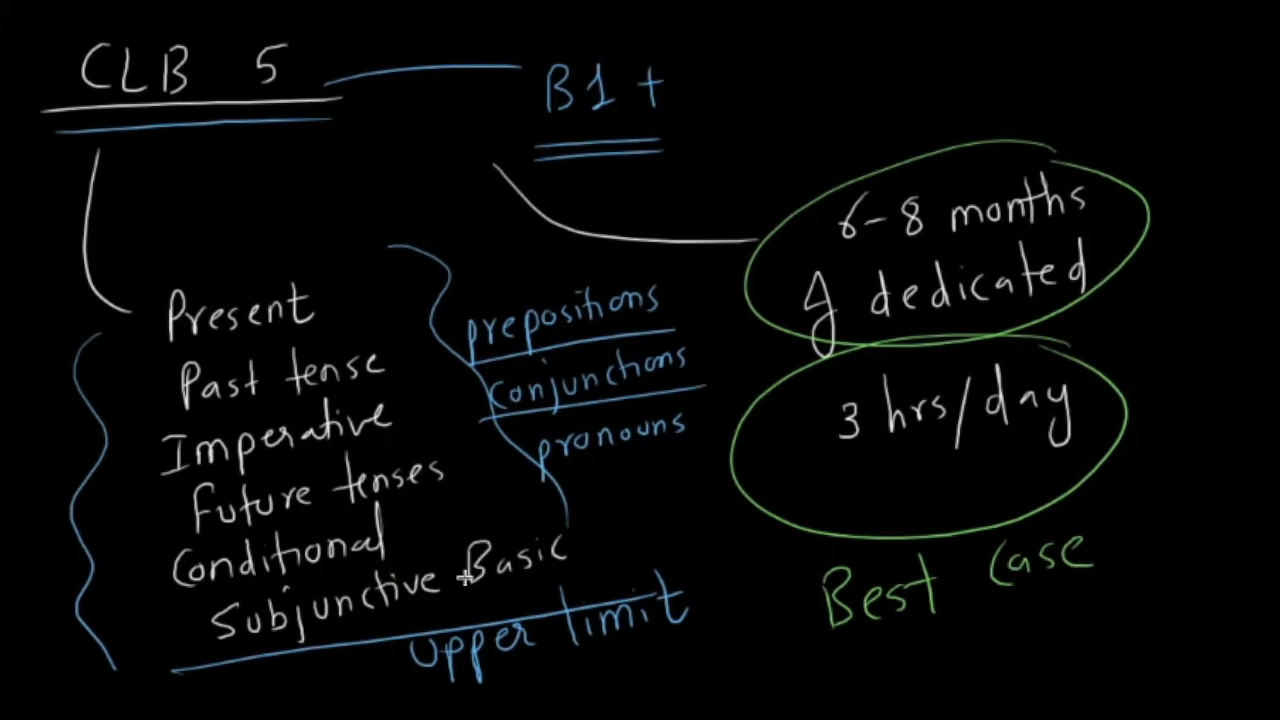 CLB 5
B1+
6-8 months
of dedicated
3 hrs/day
Best case
Present
Past tense
Imperative
Future tenses
Conditional
Subjunctive Basic
upper limit
prepositions
conjunctions
pronouns